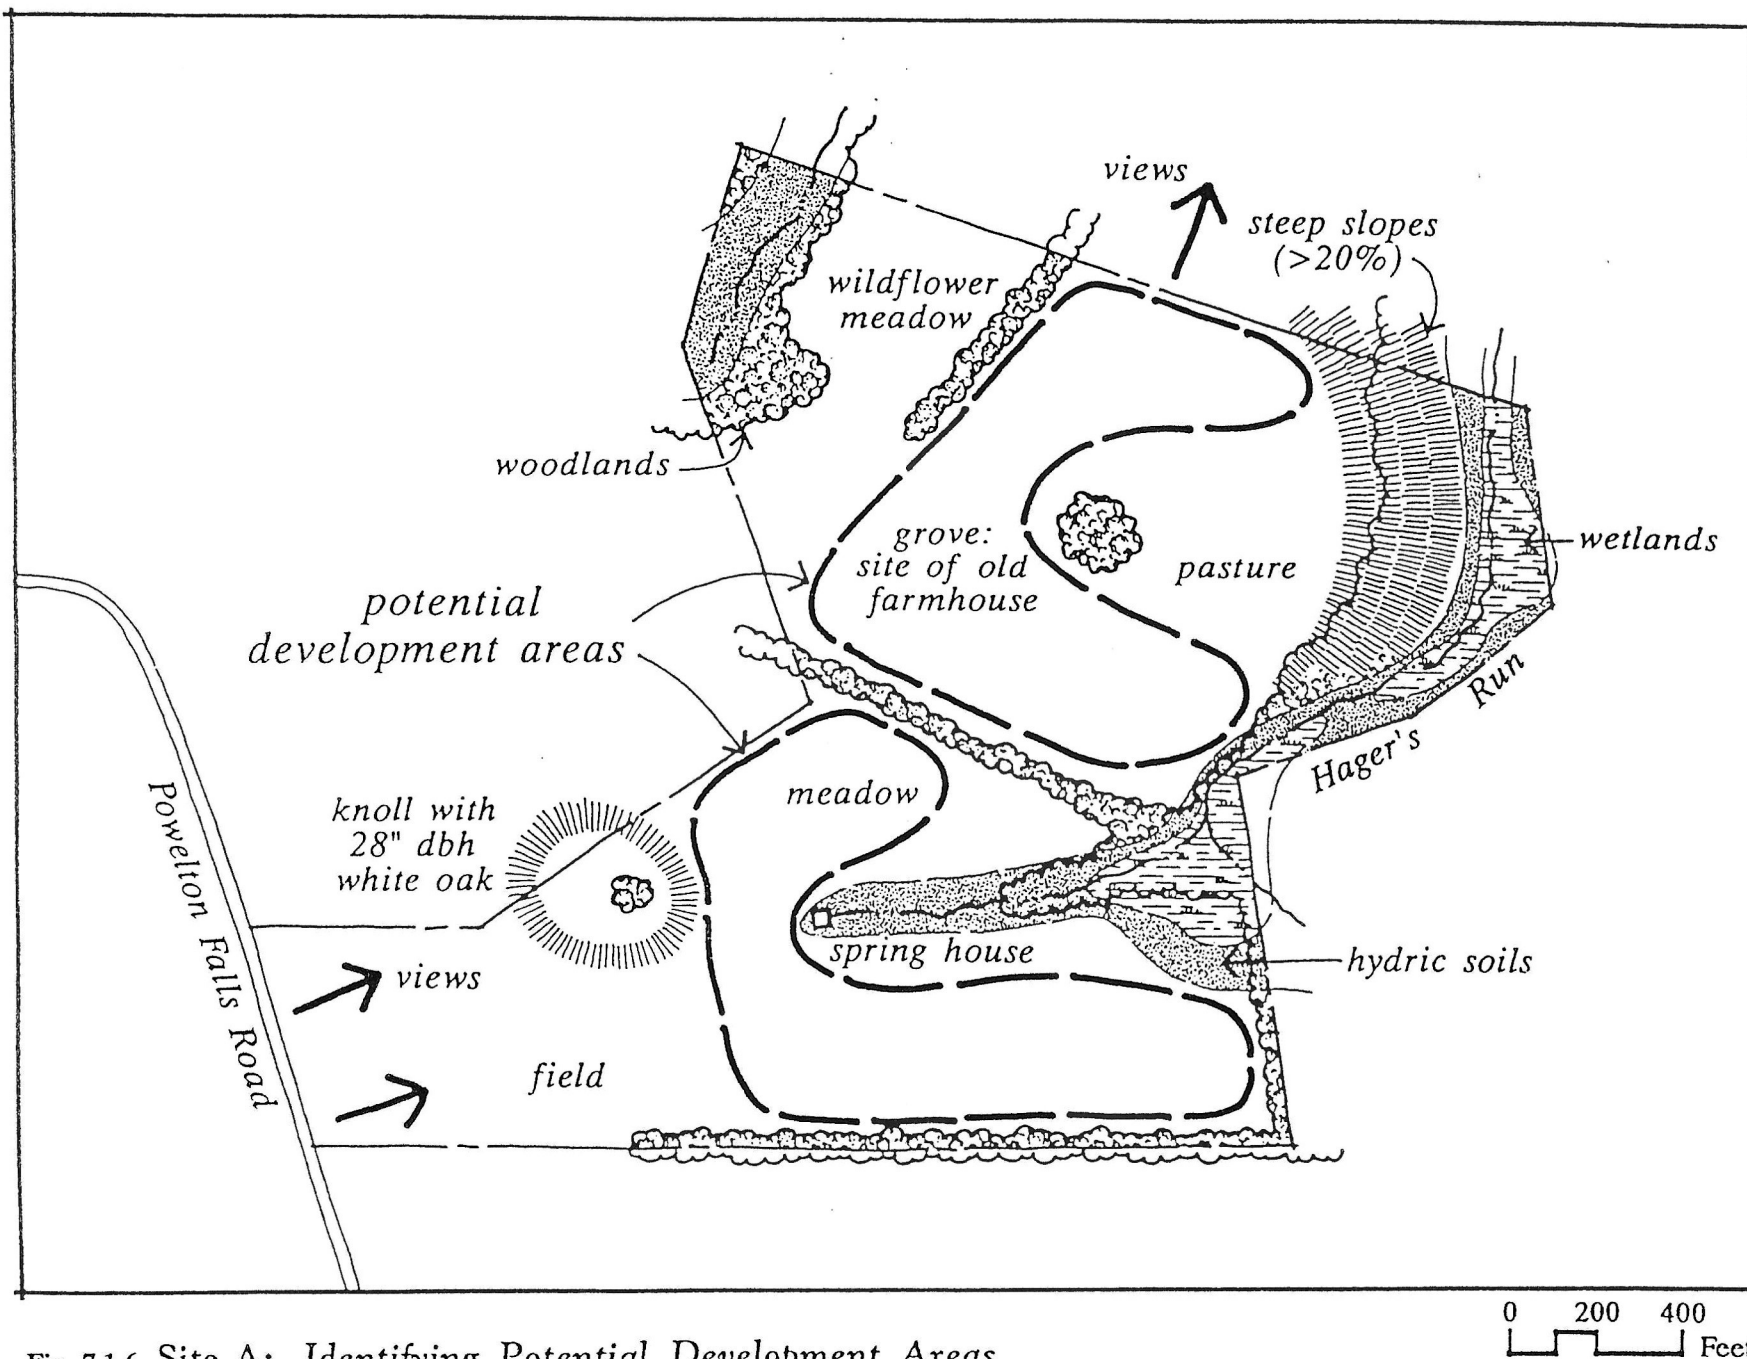 views
steep slopes
(>20%)
wildflower
meadow
woodlands
grove:
site of old
farmhouse
pasture
wetlands
potential
development areas
Run
Hager's
meadow
knoll with
28" dbh
white oak
Powelton Falls Road
spring house
hydric soils
views
field
0 200 400
Feet
Site A: Identifying Potential Development Areas